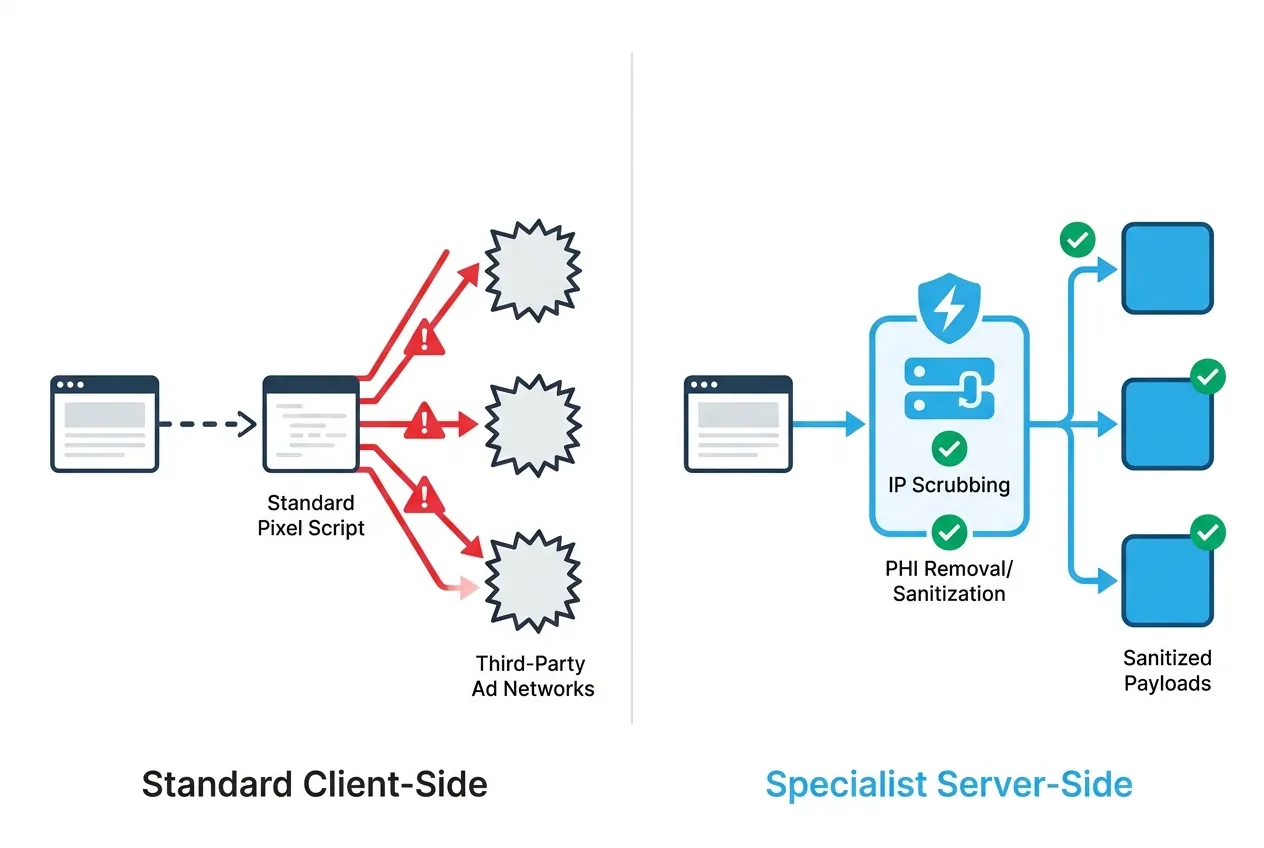 Standard
Pixel Script
Third-Party
Ad Networks
Standard Client-Side
IP Scrubbing
PHI Removal/
Sanitization
Sanitized
Payloads
Specialist Server-Side